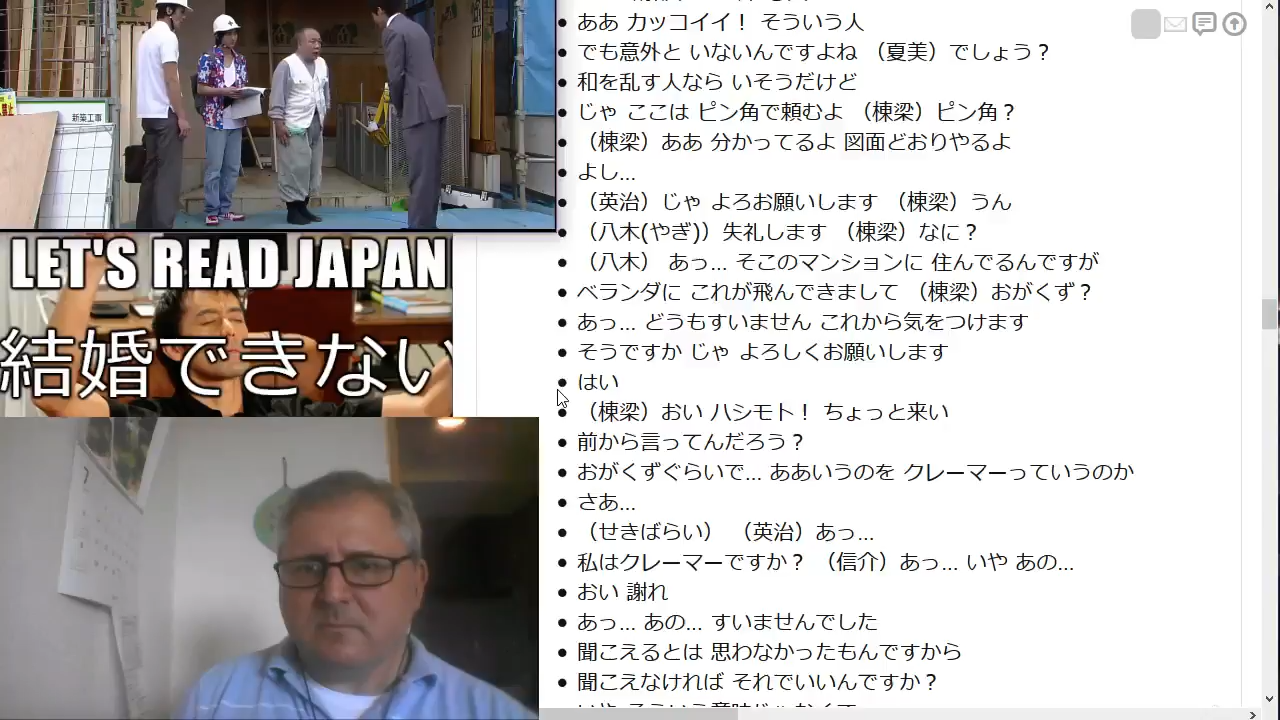 ああ カッコイイ！ そういう人
でも意外と いないんですよね （夏美）でしょう？
和を乱す人なら いそうだけど
じゃ ここは ピン角で頼むよ （棟梁）ピン角？
（棟梁）ああ 分かってるよ 図面どおりやるよ
よし…
（英治）じゃ よろお願いします （棟梁）うん
（八木(やぎ)）失礼します （棟梁）なに？
（八木） あっ… そこのマンションに 住んでるんですが
ベランダに これが飛んできまして （棟梁）おがくず？
あっ… どうもすいません これから気をつけます
そうですか じゃ よろしくお願いします
はい
（棟梁）おい ハシモト！ ちょっと来い
前から言ってんだろう？
おがくずぐらいで… ああいうのを クレーマーっていうのか
さあ…
（せきばらい） （英治）あっ…
私はクレーマーですか？ （信介）あっ… いや あの…
おい 謝れ
あっ… あの… すいませんでした
聞こえるとは 思わなかったもんですから
聞こえなければ それでいいんですか？
新築工事
LET'S READ JAPAN
結婚できない
7